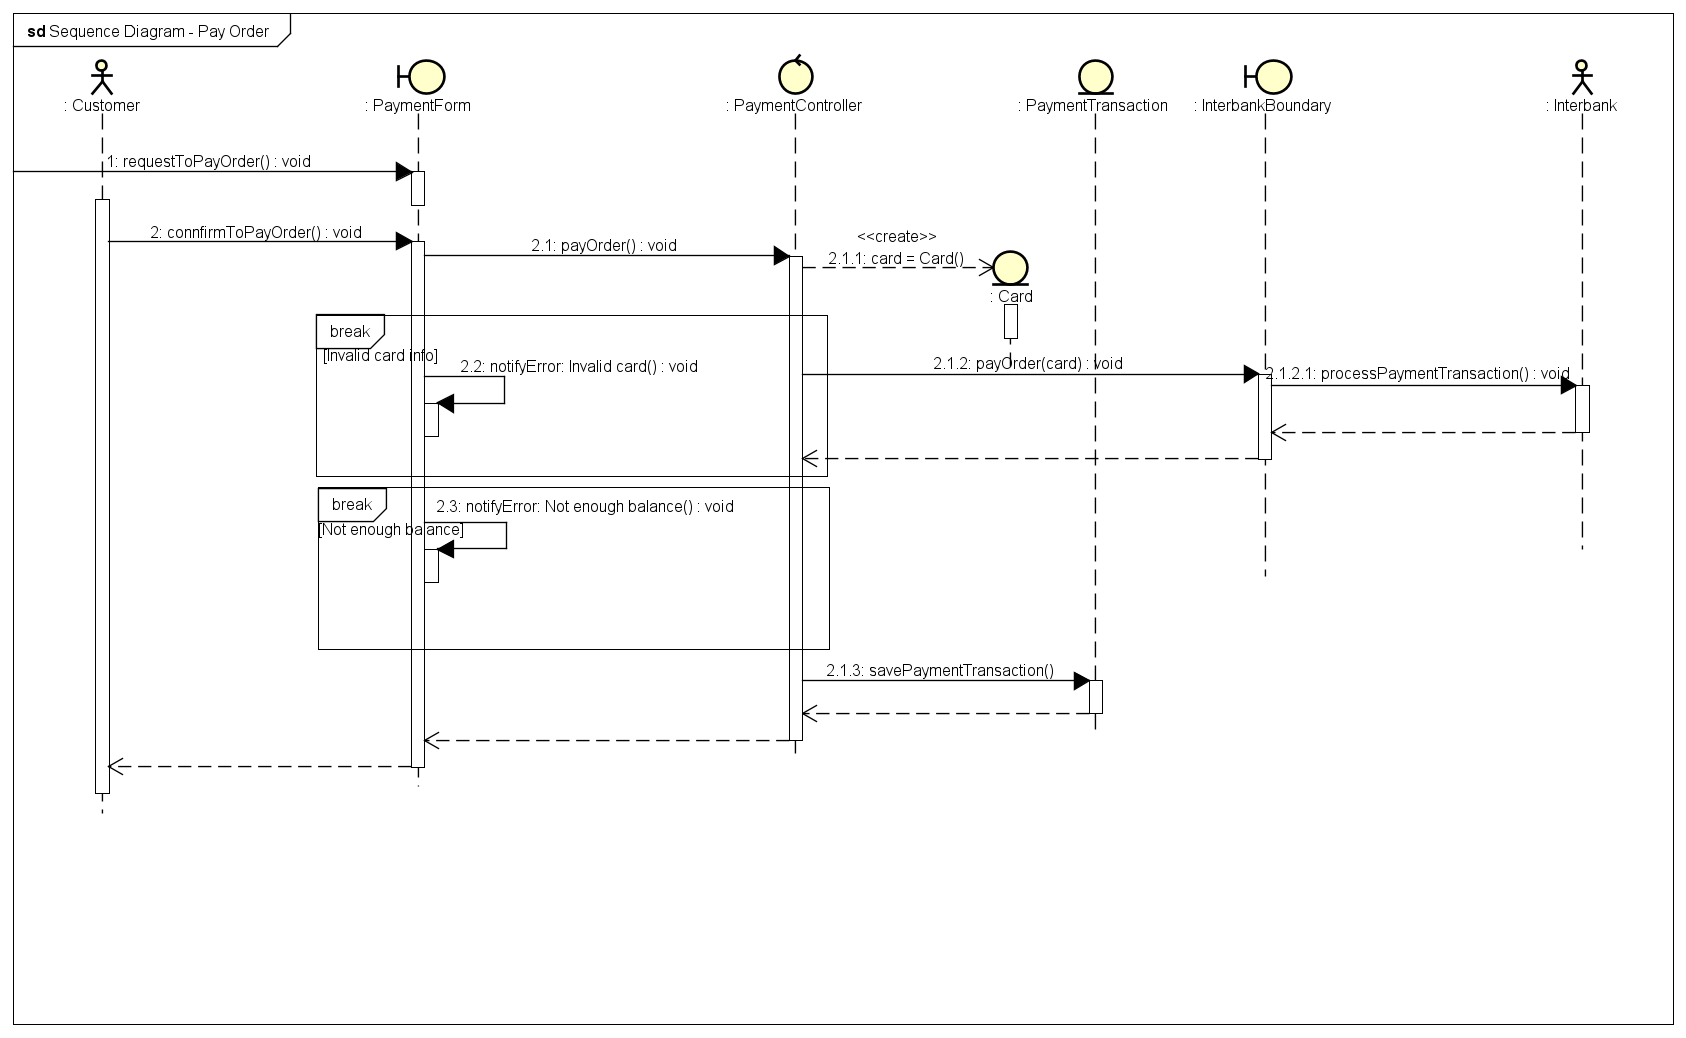 sd Sequence Diagram - Pay Order
: Customer
: PaymentForm
: PaymentController
: PaymentTransaction
: InterbankBoundary
: Interbank
1: requestToPayOrder() : void
2: connfirmToPayOrder() : void
2.1: payOrder() : void
<<create>>
2.1.1: card = Card()
: Card
break
[Invalid card info]
2.2: notifyError: Invalid card() : void
2.1.2: payOrder(card) : void
2.1.2.1: processPaymentTransaction() : void
break
2.3: notifyError: Not enough balance() : void
[Not enough balance]
2.1.3: savePaymentTransaction()